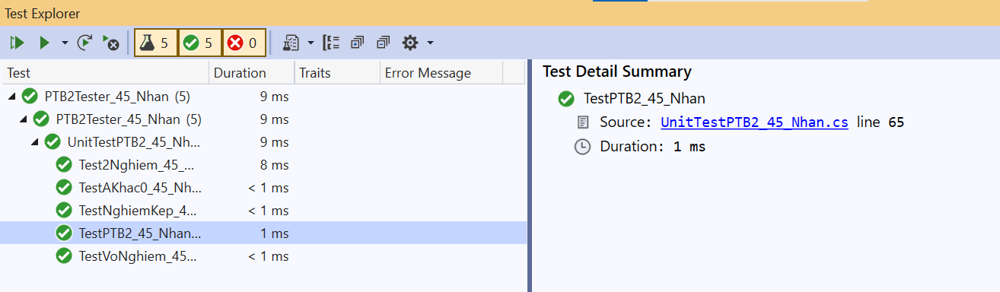 Test Explorer
5 5 0
Test Duration Traits Error Message
PTB2Tester_45_Nhan (5) 9 ms
PTB2Tester_45_Nhan (5) 9 ms
UnitTestPTB2_45_Nh... 9 ms
Test2Nghiem_45_... 8 ms
TestAKhac0_45_Nh... < 1 ms
TestNghiemKep_4... < 1 ms
TestPTB2_45_Nhan... 1 ms
TestVoNghiem_45... < 1 ms
Test Detail Summary
TestPTB2_45_Nhan
Source: UnitTestPTB2_45_Nhan.cs line 65
Duration: 1 ms